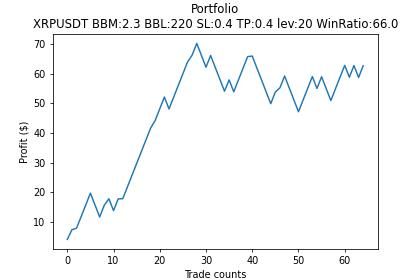 Portfolio
XRPUSDT BBM:2.3 BBL:220 SL:0.4 TP:0.4 lev:20 WinRatio:66.0
70
60
50
40
30
20
10
Profit ($)
0 10 20 30 40 50 60
Trade counts